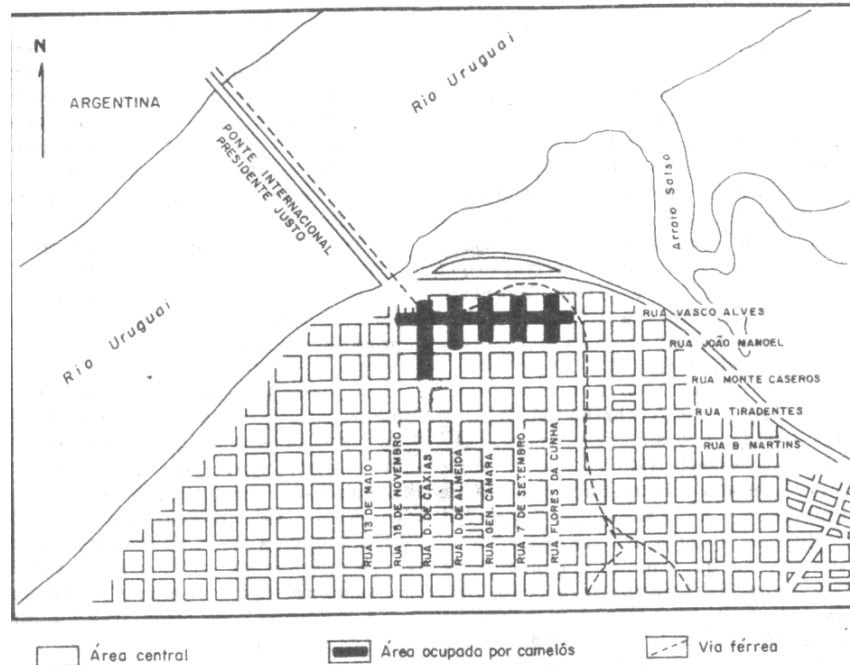 N
ARGENTINA
Rio Uruguai
PONTE INTERNACIONAL
PRESIDENTE JUSTO
Arroio Salso
Rio Uruguai
RUA VASCO ALVES
RUA JOÃO MANOEL
RUA MONTE CASEROS
RUA TIRADENTES
RUA B. MARTINS
RUA 13 DE MAIO
RUA 15 DE NOVEMBRO
RUA D. DE CAXIAS
RUA D. DE ALMEIDA
RUA GEN. CAMARA
RUA 7 DE SETEMBRO
RUA FLORES DA CUNHA
Área central
Área ocupada por camelôs
Via férrea